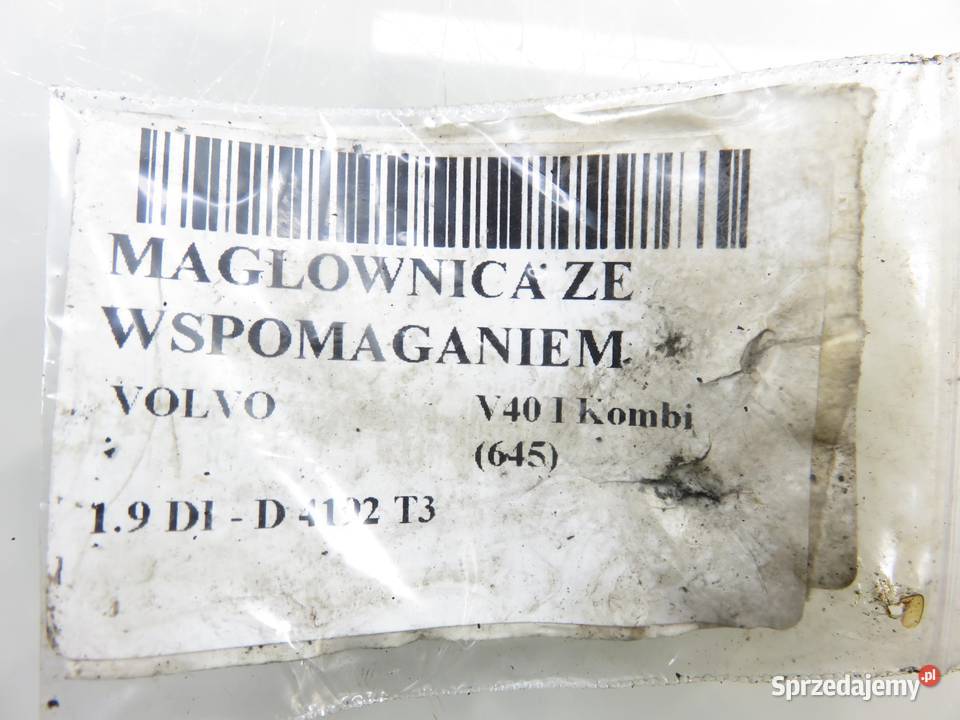 MAGLOWNICA ZE
WSPOMAGANIEM
VOLVO V40 I Kombi
(645)
1.9 DI - D 4192 T3
Sprzedajemy.pl